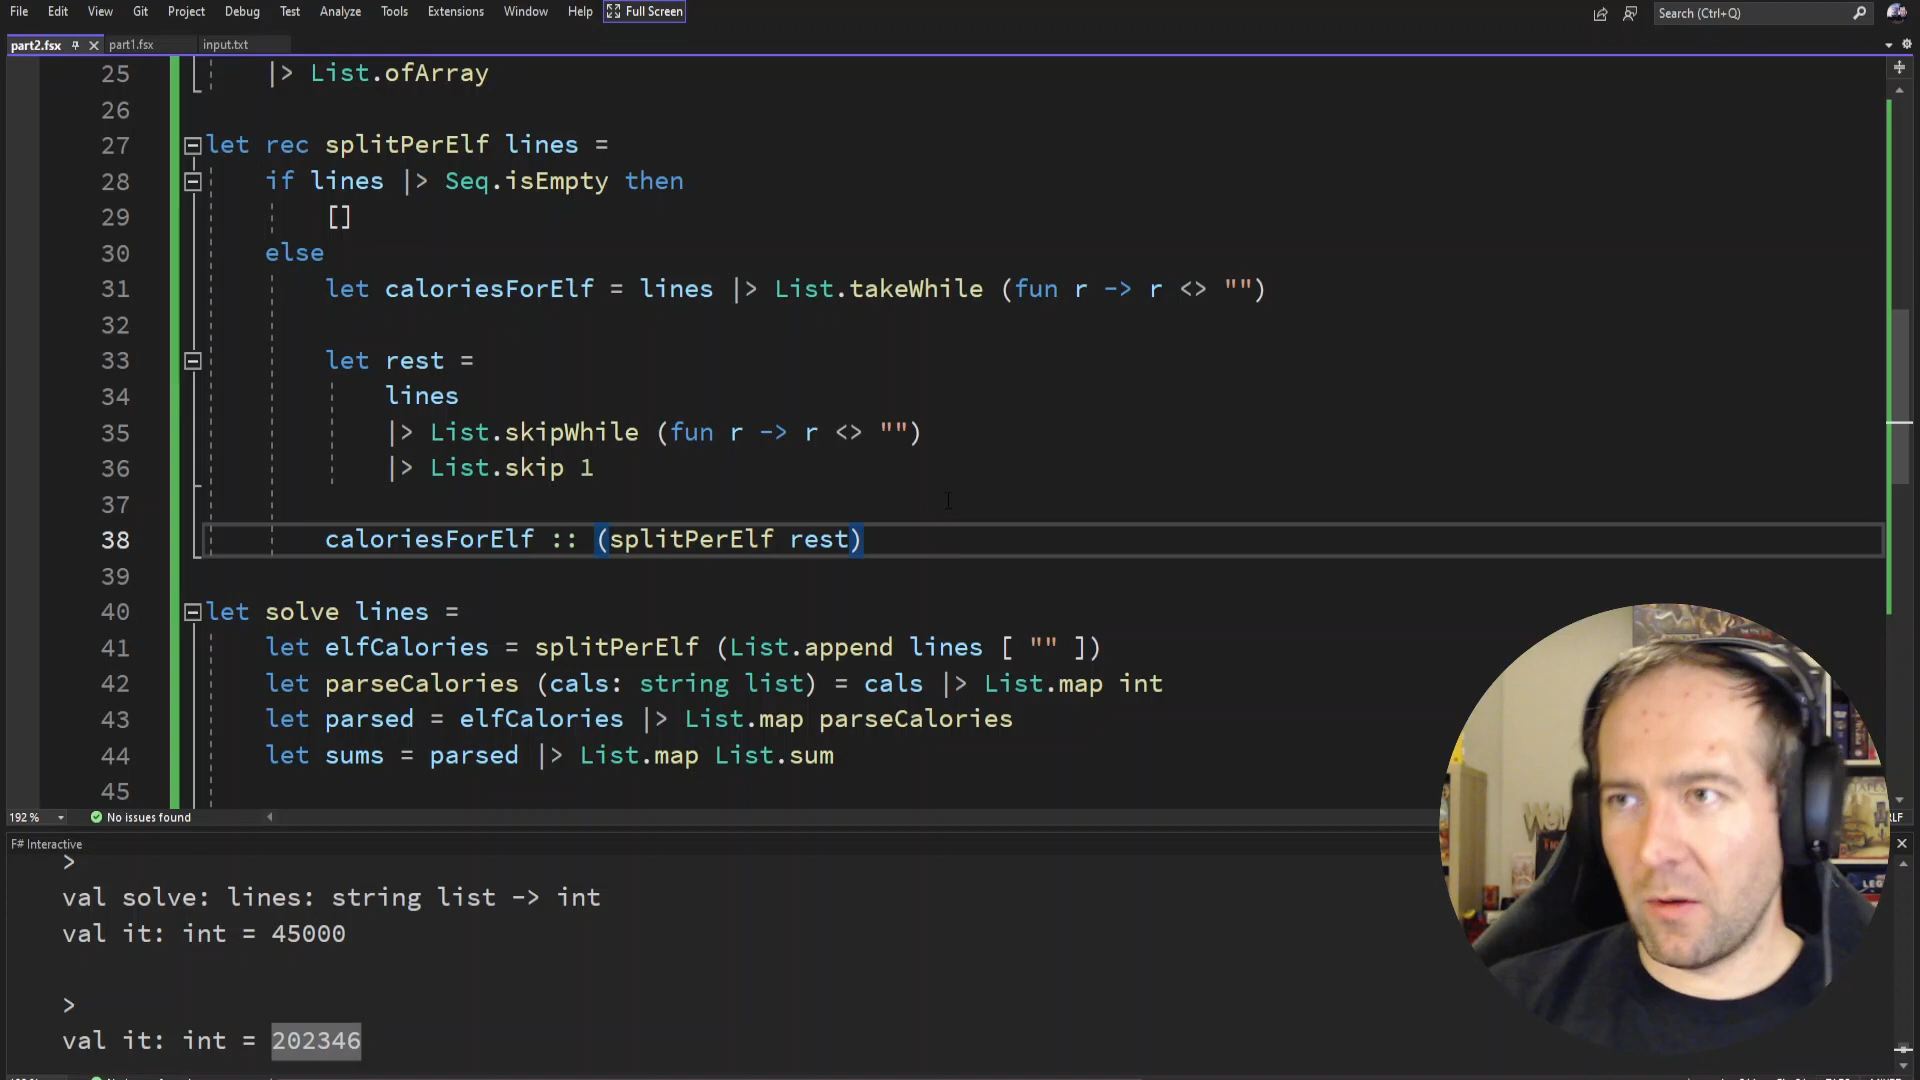 File Edit View Git Project Debug Test Analyze Tools Extensions Window Help Full Screen Search (Ctrl+Q)
part2.fsx part1.fsx input.txt
25 |> List.ofArray
26
27 let rec splitPerElf lines =
28 if lines |> Seq.isEmpty then
29 []
30 else
31 let caloriesForElf = lines |> List.takeWhile (fun r -> r <> "")
32
33 let rest =
34 lines
35 |> List.skipWhile (fun r -> r <> "")
36 |> List.skip 1
37
38 caloriesForElf :: (splitPerElf rest)
39
40 let solve lines =
41 let elfCalories = splitPerElf (List.append lines [ "" ])
42 let parseCalories (cals: string list) = cals |> List.map int
43 let parsed = elfCalories |> List.map parseCalories
44 let sums = parsed |> List.map List.sum
45
192 % No issues found
F# Interactive
>
val solve: lines: string list -> int
val it: int = 45000
>
val it: int = 202346